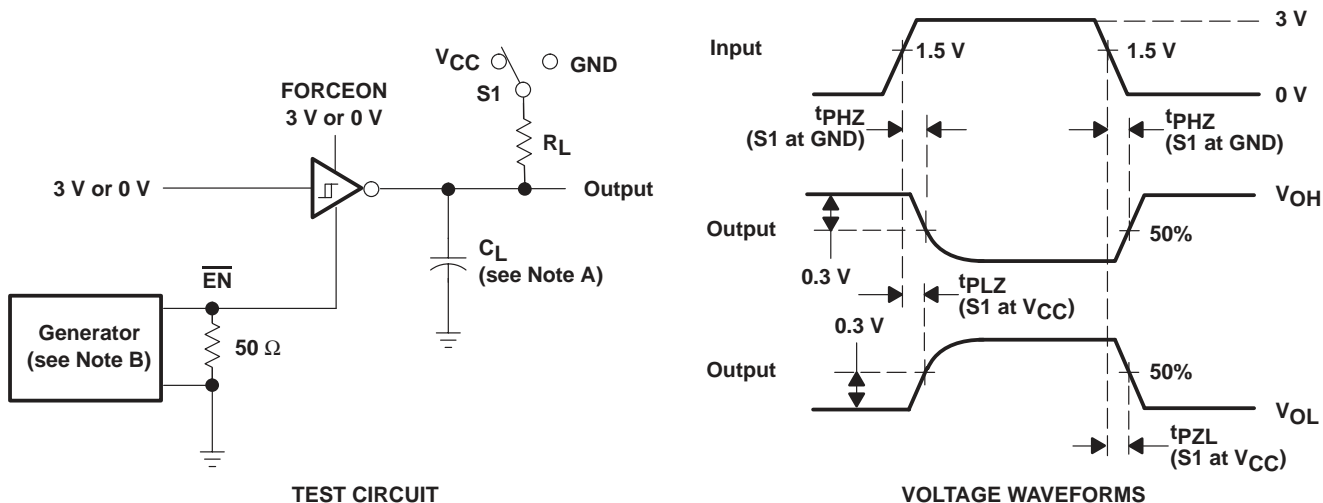 VCC
GND
S1
FORCEON
3 V or 0 V
RL
3 V or 0 V
Output
CL
(see Note A)
EN
Generator
(see Note B)
50 Ω
TEST CIRCUIT
3 V
Input
1.5 V
1.5 V
0 V
tPHZ
(S1 at GND)
tPHZ
(S1 at GND)
VOH
Output
50%
0.3 V
tPLZ
(S1 at VCC)
0.3 V
Output
50%
VOL
tPZL
(S1 at VCC)
VOLTAGE WAVEFORMS